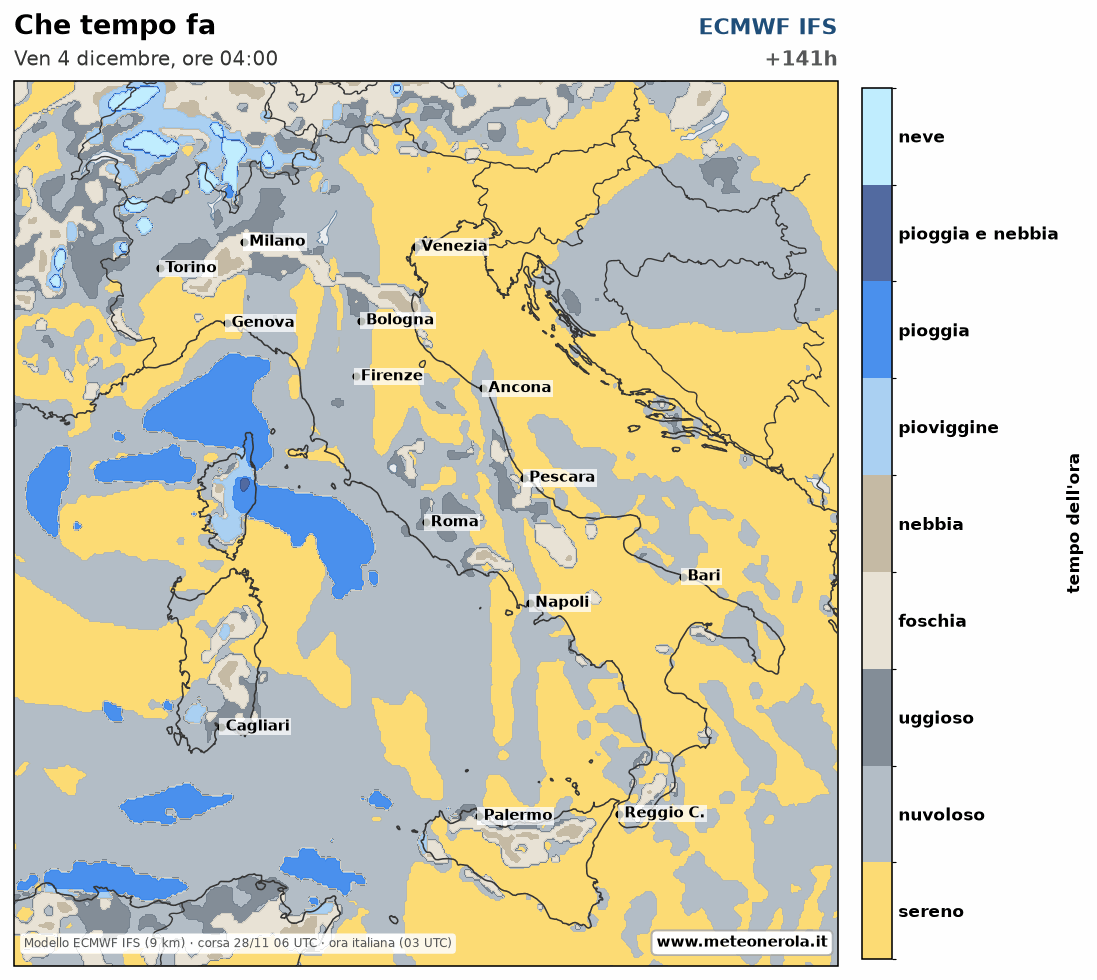 Che tempo fa
ECMWF IFS
Ven 4 dicembre, ore 04:00
+141h
neve
pioggia e nebbia
pioggia
pioviggine
nebbia
foschia
uggioso
nuvoloso
sereno
tempo dell'ora
Milano
Venezia
Torino
Genova
Bologna
Firenze
Ancona
Pescara
Roma
Bari
Napoli
Cagliari
Palermo
Reggio C.
Modello ECMWF IFS (9 km) · corsa 28/11 06 UTC · ora italiana (03 UTC)
www.meteonerola.it